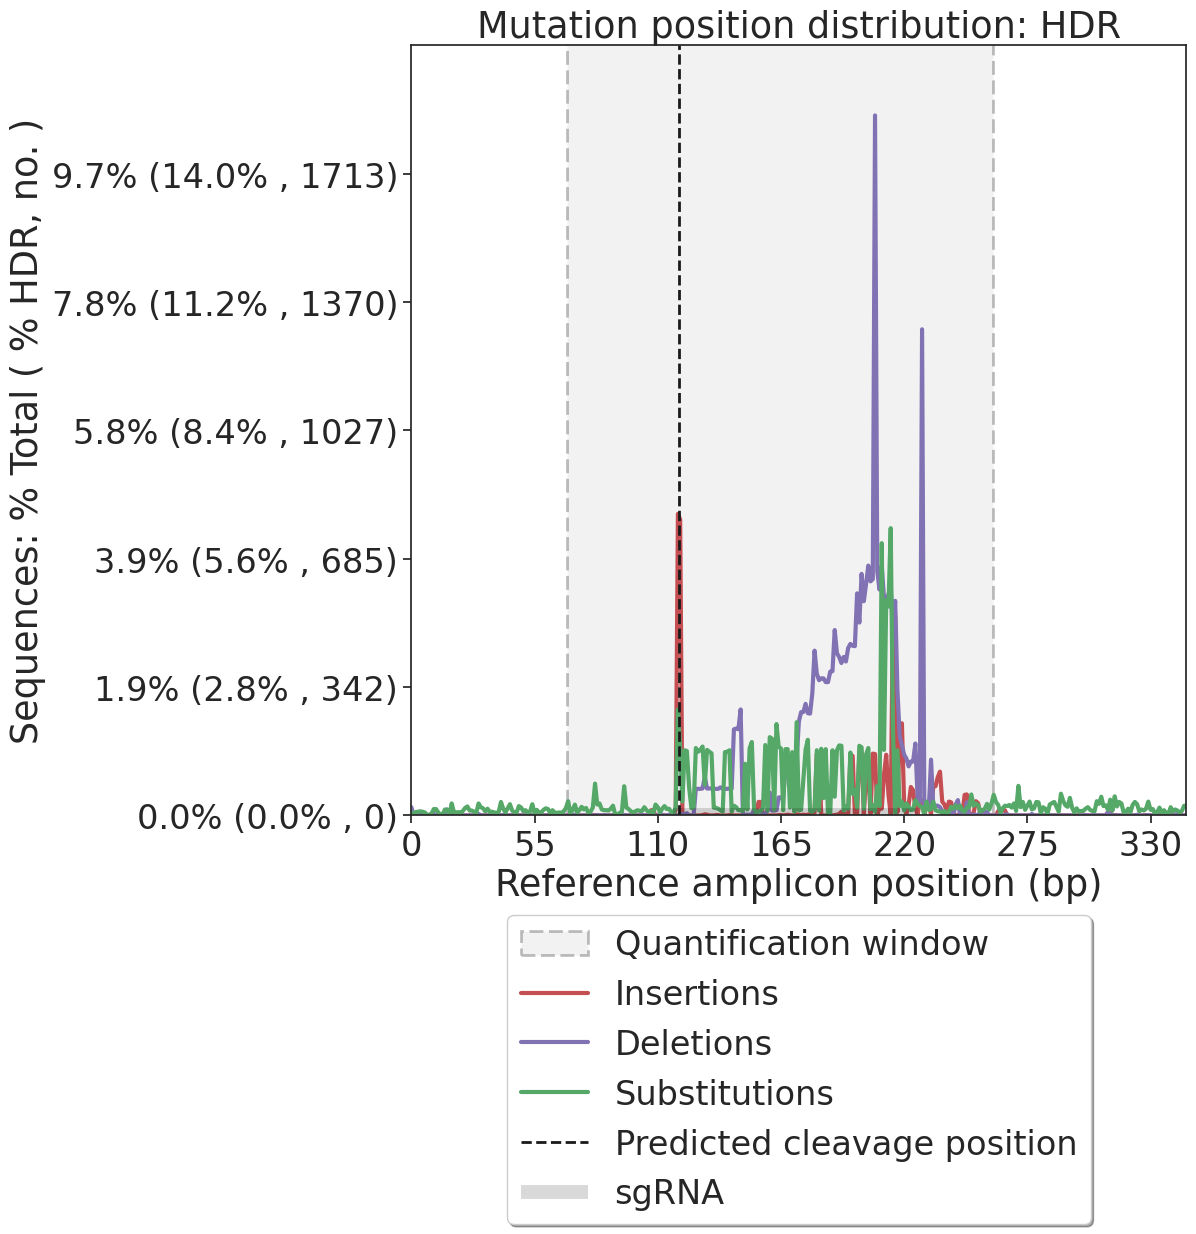 Mutation position distribution: HDR
Sequences: % Total ( % HDR, no. )
9.7% (14.0% , 1713)
7.8% (11.2% , 1370)
5.8% (8.4% , 1027)
3.9% (5.6% , 685)
1.9% (2.8% , 342)
0.0% (0.0% , 0)
0 55 110 165 220 275 330
Reference amplicon position (bp)
Quantification window
Insertions
Deletions
Substitutions
Predicted cleavage position
sgRNA